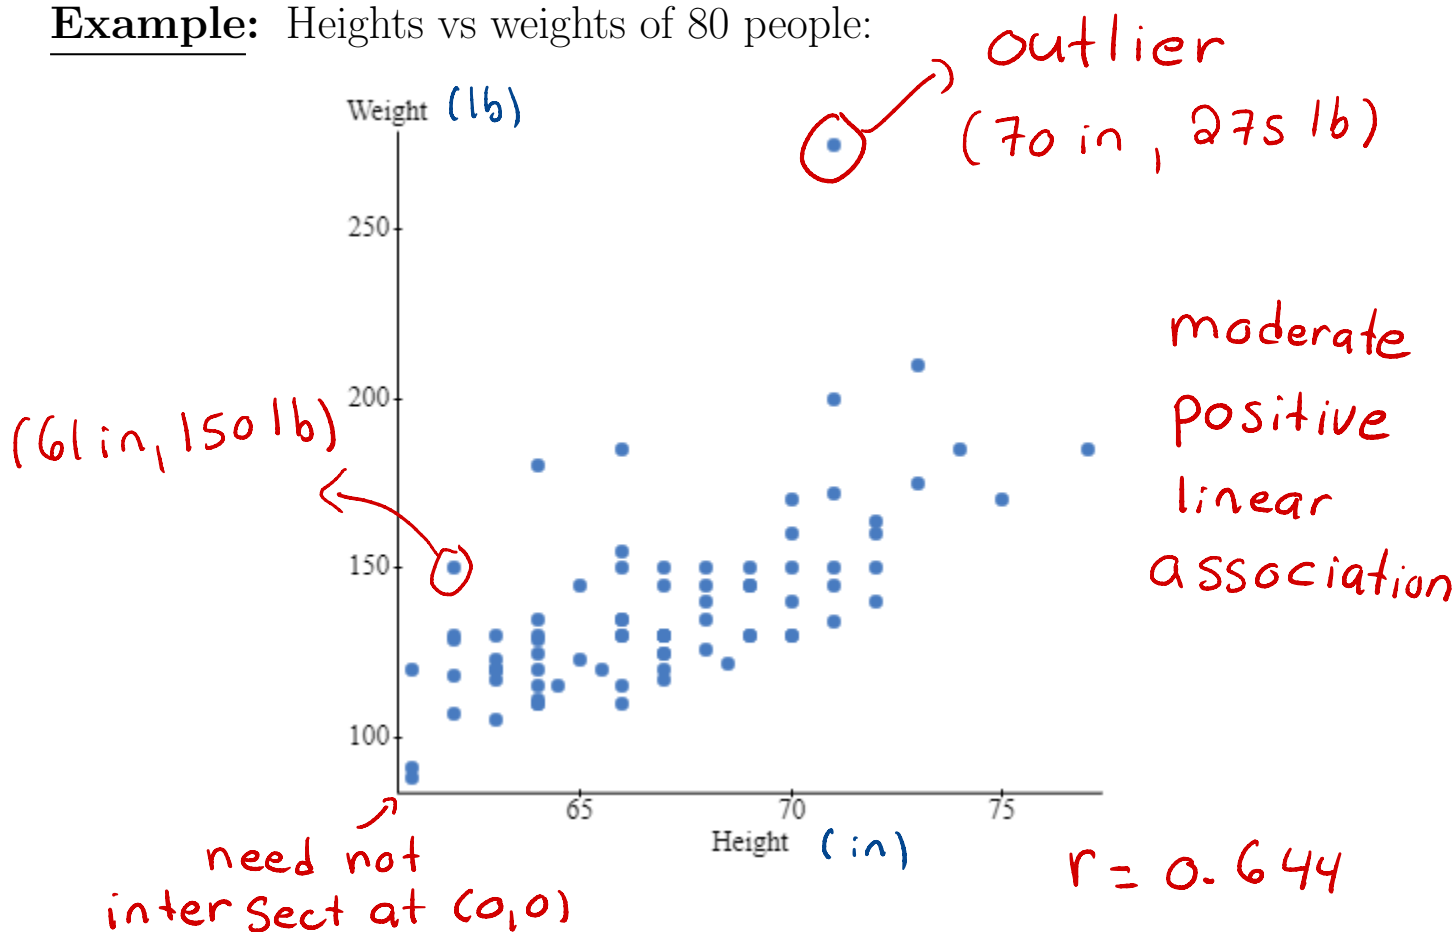 Example: Heights vs weights of 80 people:
outlier
(70 in, 275 lb)
Weight (lb)
250
200
150
100
(61 in, 150 lb)
moderate
positive
linear
association
65 70 75
Height (in)
need not
intersect at (0,0)
r = 0.644